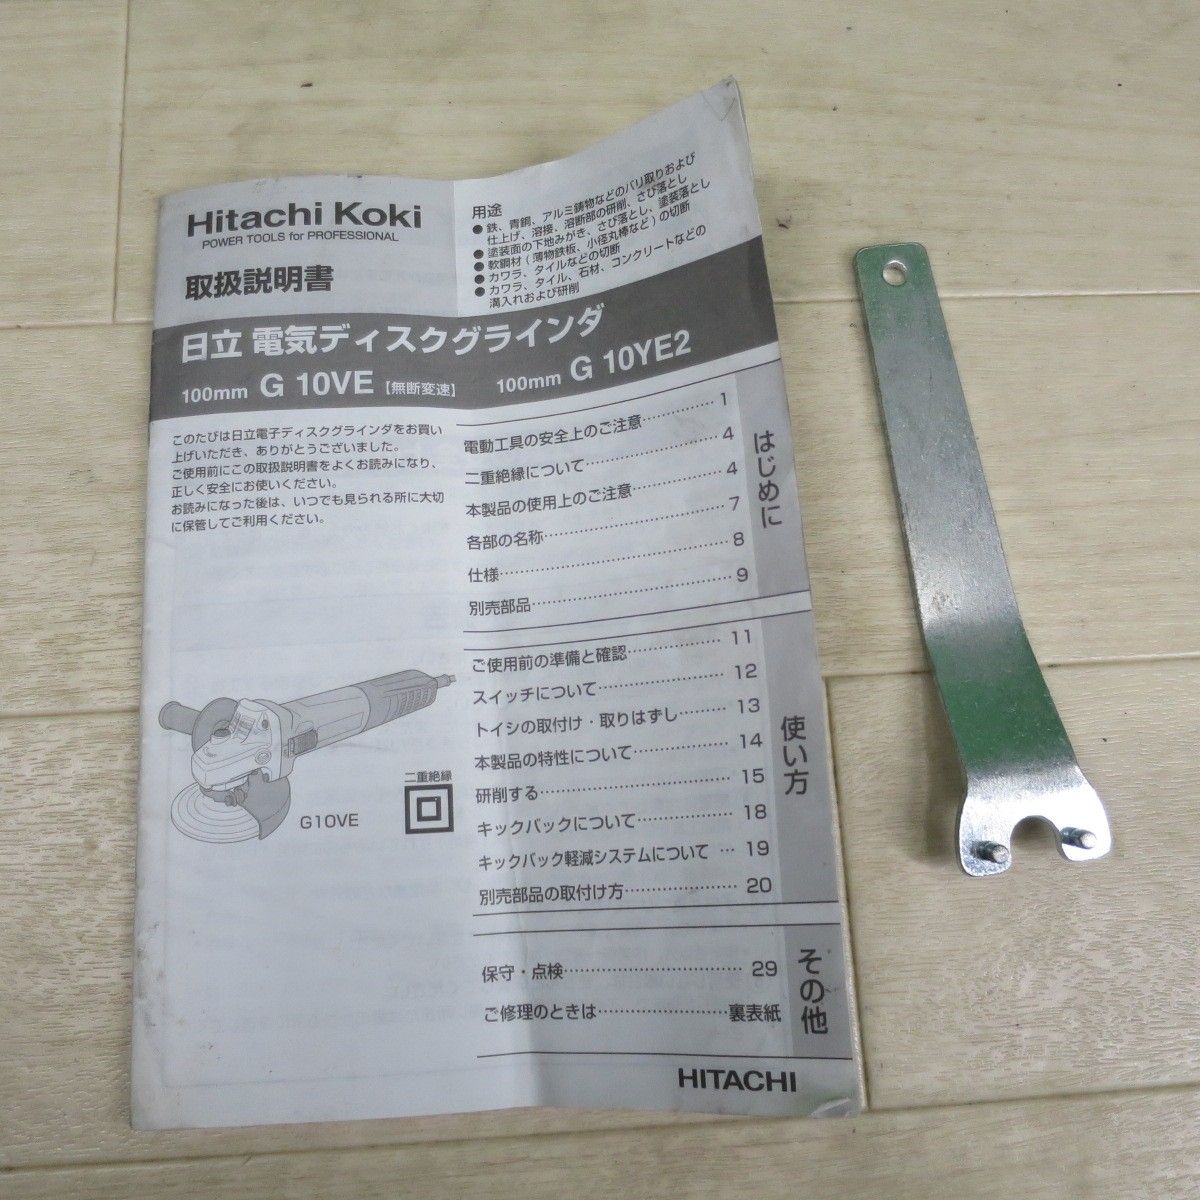 Hitachi Koki
POWER TOOLS for PROFESSIONAL
取扱説明書
用途
● 鉄、青銅、アルミ鋳物などのバリ取りおよび
仕上げ、溶接、溶断部の研削、さび落とし
● 塗装面の下地みがき、さび落とし、塗装落とし
● 軟鋼材（薄物鉄板、小径丸棒など）の切断
● カワラ、タイルなどの切断
● カワラ、タイル、石材、コンクリートなどの
溝入れおよび研削
日立 電気ディスクグラインダ
100mm G 10VE【無断変速】 100mm G 10YE2
このたびは日立電子ディスクグラインダをお買い
上げいただき、ありがとうございました。
ご使用前にこの取扱説明書をよくお読みになり、
正しく安全にお使いください。
お読みになった後は、いつでも見られる所に大切
に保管してご利用ください。
二重絶縁
G10VE
はじめに
電動工具の安全上のご注意…………1
二重絶縁について…………………4
本製品の使用上のご注意……………4
各部の名称…………………………7
仕様…………………………………8
別売部品……………………………9
使い方
ご使用前の準備と確認……………11
スイッチについて…………………12
トイシの取付け・取りはずし………13
本製品の特性について……………14
研削する……………………………15
キックバックについて……………18
キックバック軽減システムについて…19
別売部品の取付け方………………20
その他
保守・点検…………………………29
ご修理のときは…………………裏表紙
HITACHI